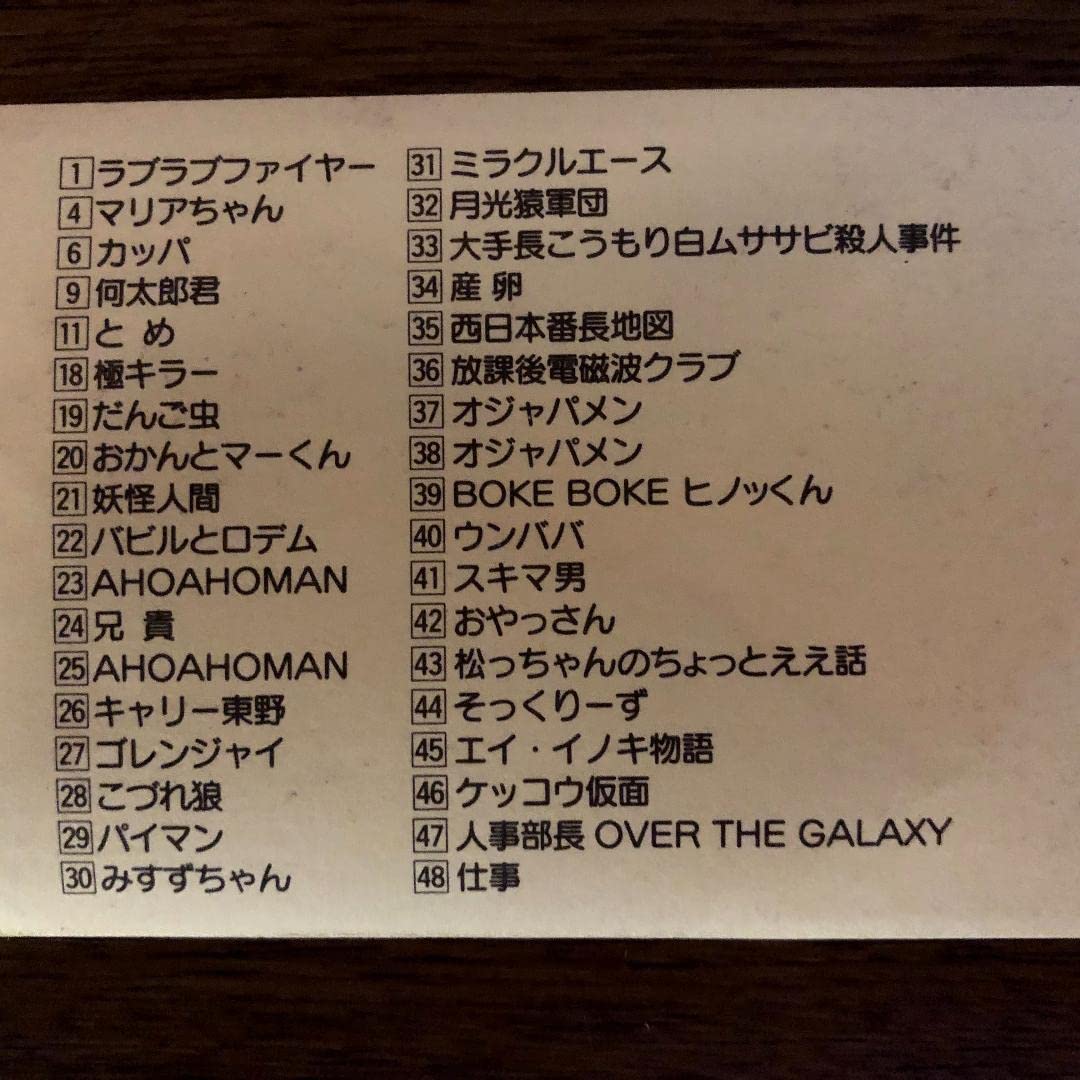 1 ラブラブファイヤー
4 マリアちゃん
6 カッパ
9 何太郎君
11 とめ
18 極キラー
19 だんご虫
20 おかんとマーくん
21 妖怪人間
22 バビルとロデム
23 AHOAHOMAN
24 兄貴
25 AHOAHOMAN
26 キャリー東野
27 ゴレンジャイ
28 こづれ狼
29 パイマン
30 みすずちゃん
31 ミラクルエース
32 月光猿軍団
33 大手長こうもり白ムササビ殺人事件
34 産卵
35 西日本番長地図
36 放課後電磁波クラブ
37 オジャパメン
38 オジャパメン
39 BOKE BOKE ヒノッくん
40 ウンババ
41 スキマ男
42 おやっさん
43 松っちゃんのちょっとええ話
44 そっくりーず
45 エイ・イノキ物語
46 ケッコウ仮面
47 人事部長 OVER THE GALAXY
48 仕事